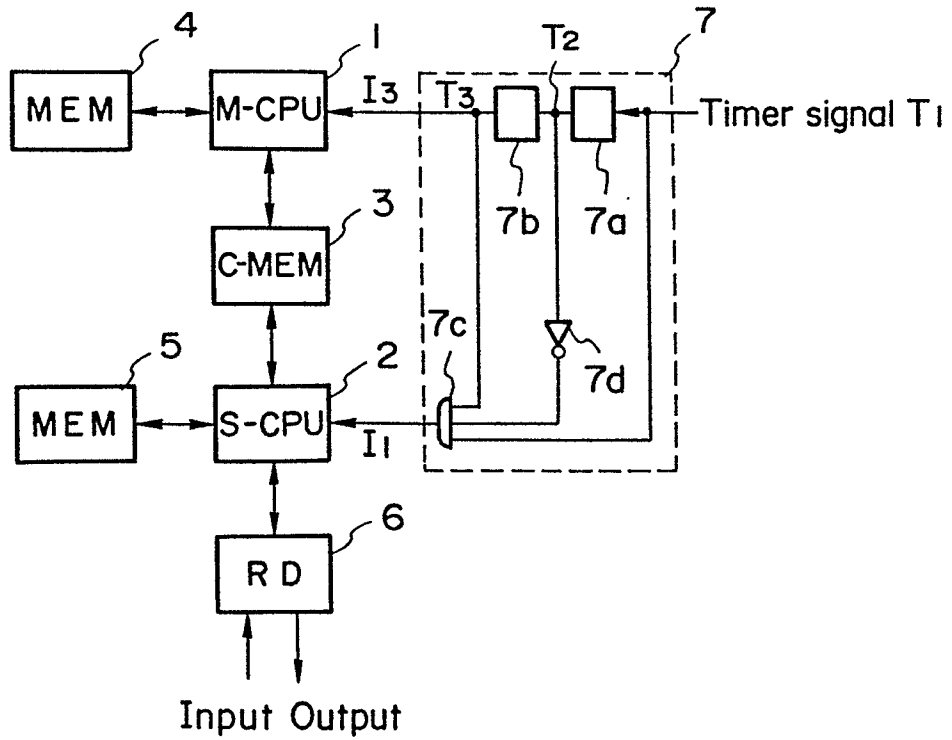 4
1
T2
7
MEM
M-CPU
I3
T3
Timer signal T1
7b
7a
3
C-MEM
7c
7d
5
2
MEM
S-CPU
I1
6
RD
Input Output